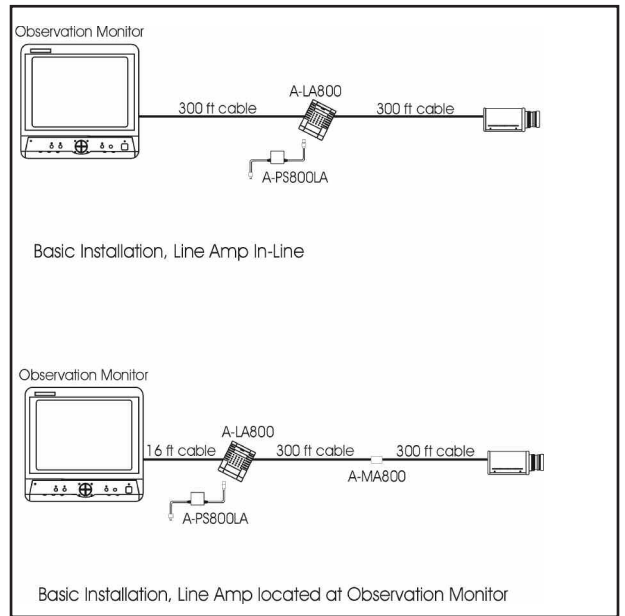 Observation Monitor
A-LA800
300 ft cable 300 ft cable
A-PS800LA
Basic Installation, Line Amp In-Line
Observation Monitor
A-LA800
16 ft cable 300 ft cable 300 ft cable
A-MA800
A-PS800LA
Basic Installation, Line Amp located at Observation Monitor